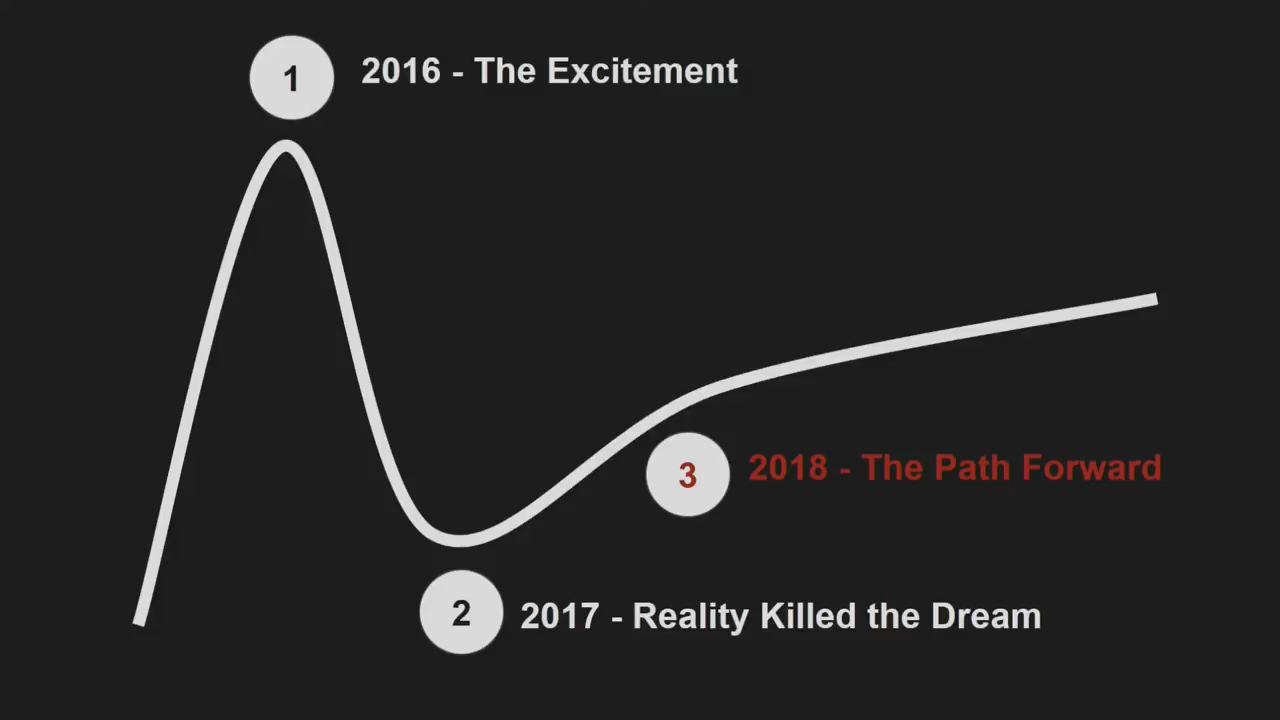 1 2016 - The Excitement
3 2018 - The Path Forward
2 2017 - Reality Killed the Dream